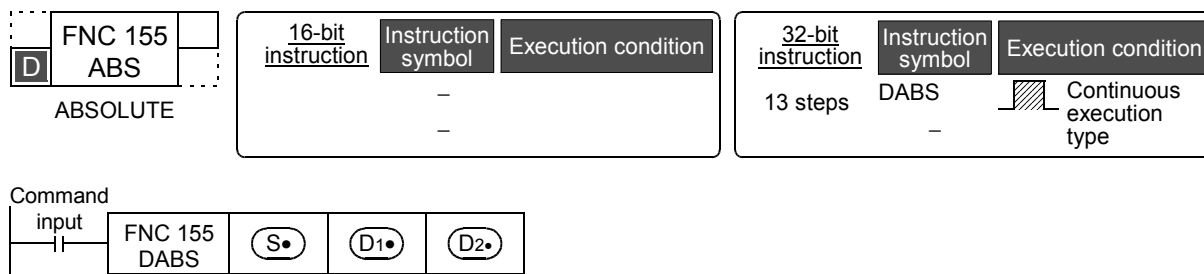 D
FNC 155
ABS
ABSOLUTE
16-bit
instruction
Instruction
symbol
Execution condition
–
–
32-bit
instruction
Instruction
symbol
Execution condition
13 steps
DABS
Continuous
execution
type
–
Command
input
FNC 155
DABS
S•
D1•
D2•